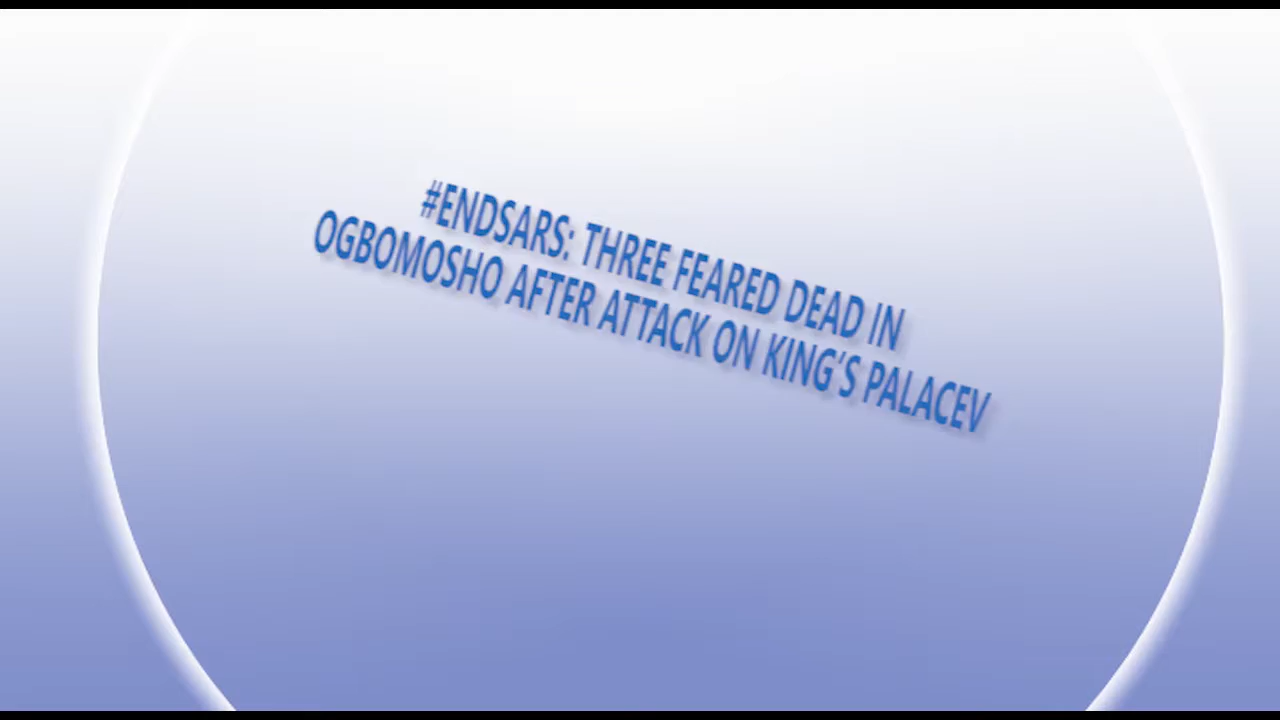 #ENDSARS: THREE FEARED DEAD IN
OGBOMOSHO AFTER ATTACK ON KING’S PALACEV